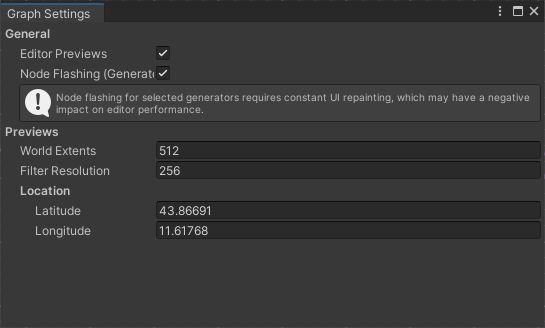 Graph Settings
General
Editor Previews
Node Flashing (Generato
Node flashing for selected generators requires constant UI repainting, which may have a negative
impact on editor performance.
Previews
World Extents 512
Filter Resolution 256
Location
Latitude 43.86691
Longitude 11.61768